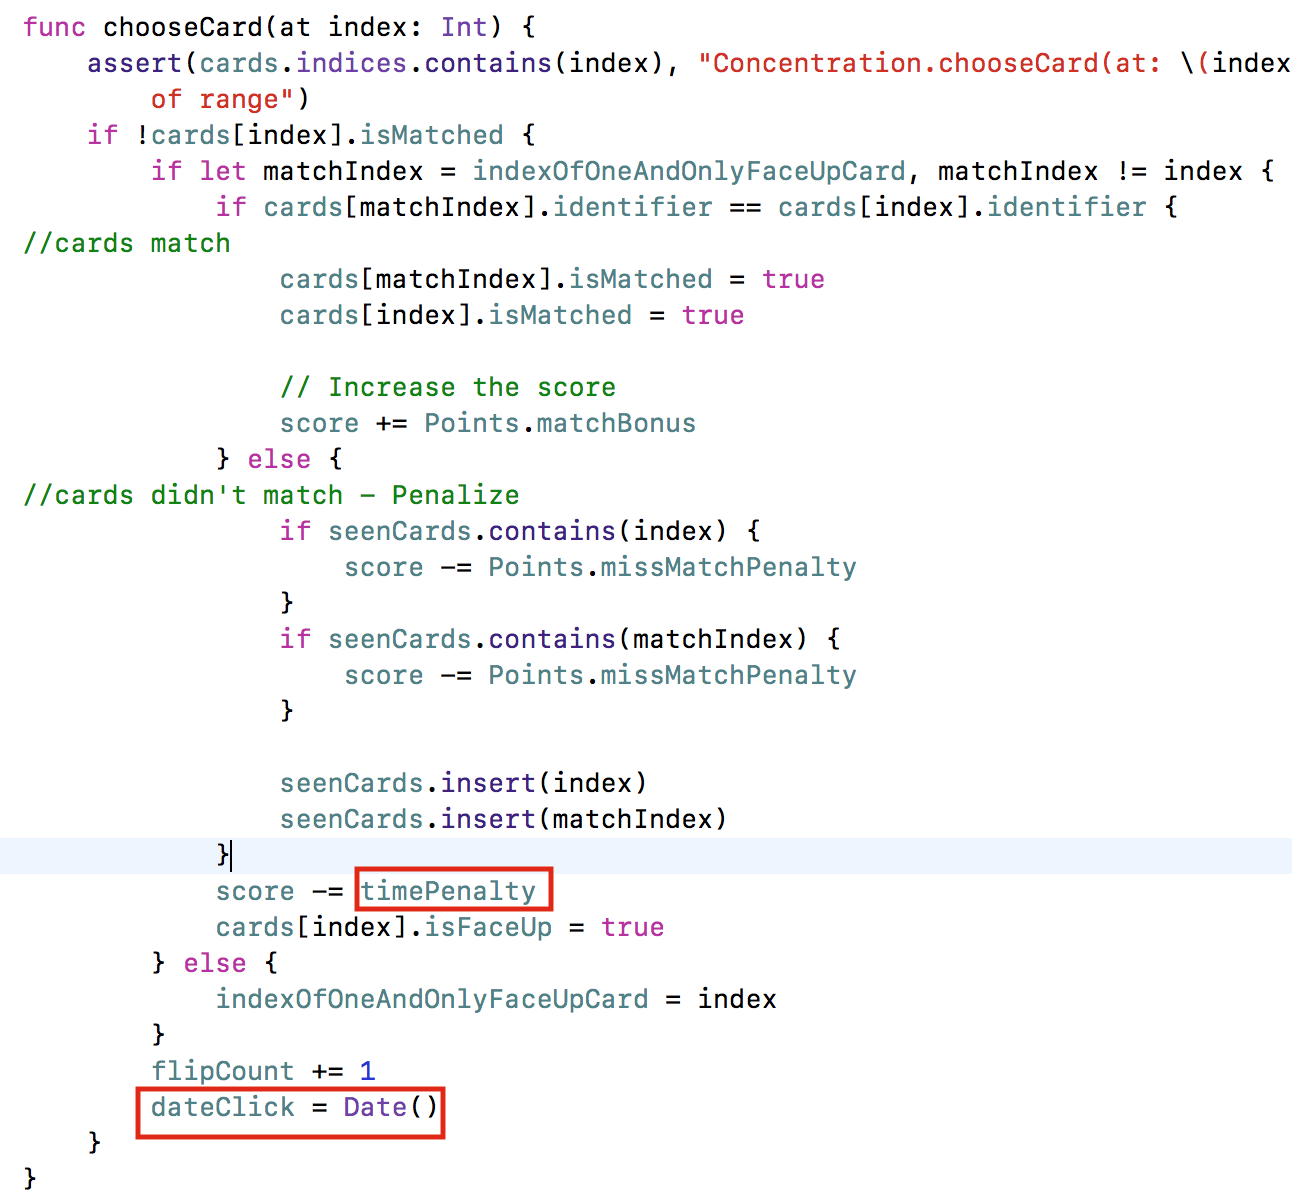 func chooseCard(at index: Int) {
    assert(cards.indices.contains(index), "Concentration.chooseCard(at: \(index
        of range")
    if !cards[index].isMatched {
        if let matchIndex = indexOfOneAndOnlyFaceUpCard, matchIndex != index {
            if cards[matchIndex].identifier == cards[index].identifier {
//cards match
                cards[matchIndex].isMatched = true
                cards[index].isMatched = true

                // Increase the score
                score += Points.matchBonus
            } else {
//cards didn't match - Penalize
                if seenCards.contains(index) {
                    score -= Points.missMatchPenalty
                }
                if seenCards.contains(matchIndex) {
                    score -= Points.missMatchPenalty
                }

                seenCards.insert(index)
                seenCards.insert(matchIndex)
            }
            score -= timePenalty
            cards[index].isFaceUp = true
        } else {
            indexOfOneAndOnlyFaceUpCard = index
        }
        flipCount += 1
        dateClick = Date()
    }
}